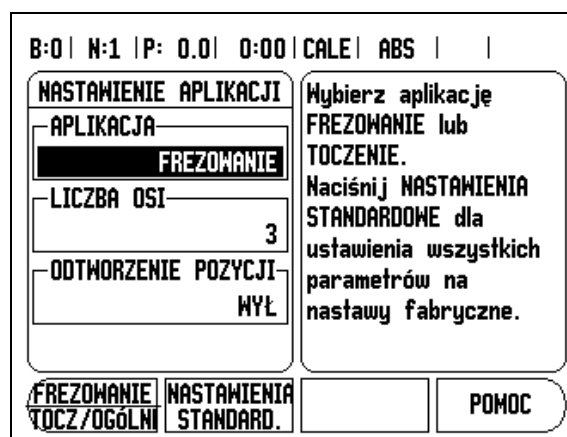 B:0 | N:1 | P: 0.0 | 0:00 | CALE | ABS | |
NASTAWIENIE APLIKACJI
APLIKACJA
FREZOWANIE
LICZBA OSI
3
ODTWORZENIE POZYCJI
WYŁ
Wybierz aplikację
FREZOWANIE lub
TOCZENIE.
Naciśnij NASTAWIENIA
STANDARDOWE dla
ustawienia wszystkich
parametrów na
nastawy fabryczne.
FREZOWANIE
TOCZ/OGÓLNI
NASTAWIENIA
STANDARD.
POMOC